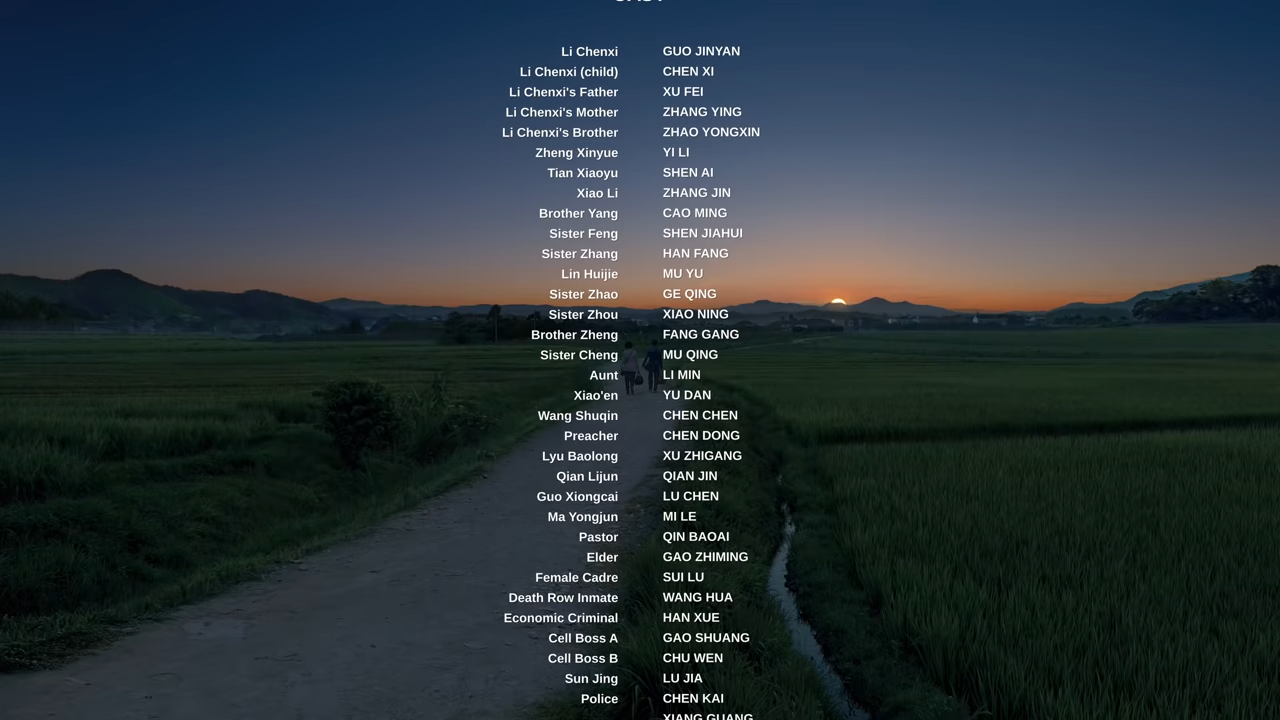 CAST
Li Chenxi GUO JINYAN
Li Chenxi (child) CHEN XI
Li Chenxi's Father XU FEI
Li Chenxi's Mother ZHANG YING
Li Chenxi's Brother ZHAO YONGXIN
Zheng Xinyue YI LI
Tian Xiaoyu SHEN AI
Xiao Li ZHANG JIN
Brother Yang CAO MING
Sister Feng SHEN JIAHUI
Sister Zhang HAN FANG
Lin Huijie MU YU
Sister Zhao GE QING
Sister Zhou XIAO NING
Brother Zheng FANG GANG
Sister Cheng MU QING
Aunt LI MIN
Xiao'en YU DAN
Wang Shuqin CHEN CHEN
Preacher CHEN DONG
Lyu Baolong XU ZHIGANG
Qian Lijun QIAN JIN
Guo Xiongcai LU CHEN
Ma Yongjun MI LE
Pastor QIN BAOAI
Elder GAO ZHIMING
Female Cadre SUI LU
Death Row Inmate WANG HUA
Economic Criminal HAN XUE
Cell Boss A GAO SHUANG
Cell Boss B CHU WEN
Sun Jing LU JIA
Police CHEN KAI
XIANG GUANG